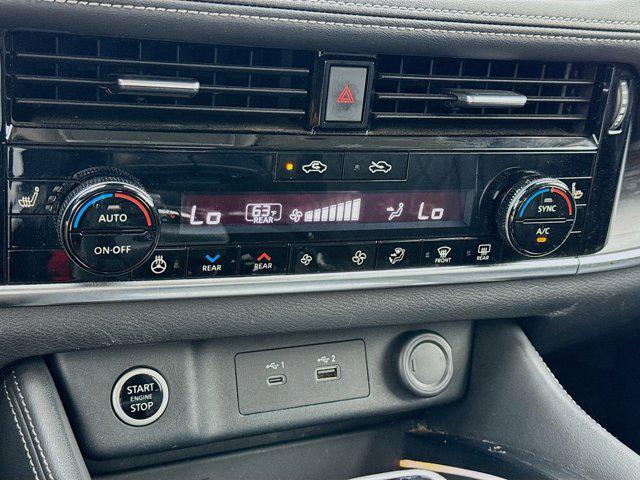 AUTO
ON·OFF
Lo
63°F
REAR
Lo
SYNC
A/C
REAR
REAR
FRONT
REAR
1
2
START
ENGINE
STOP